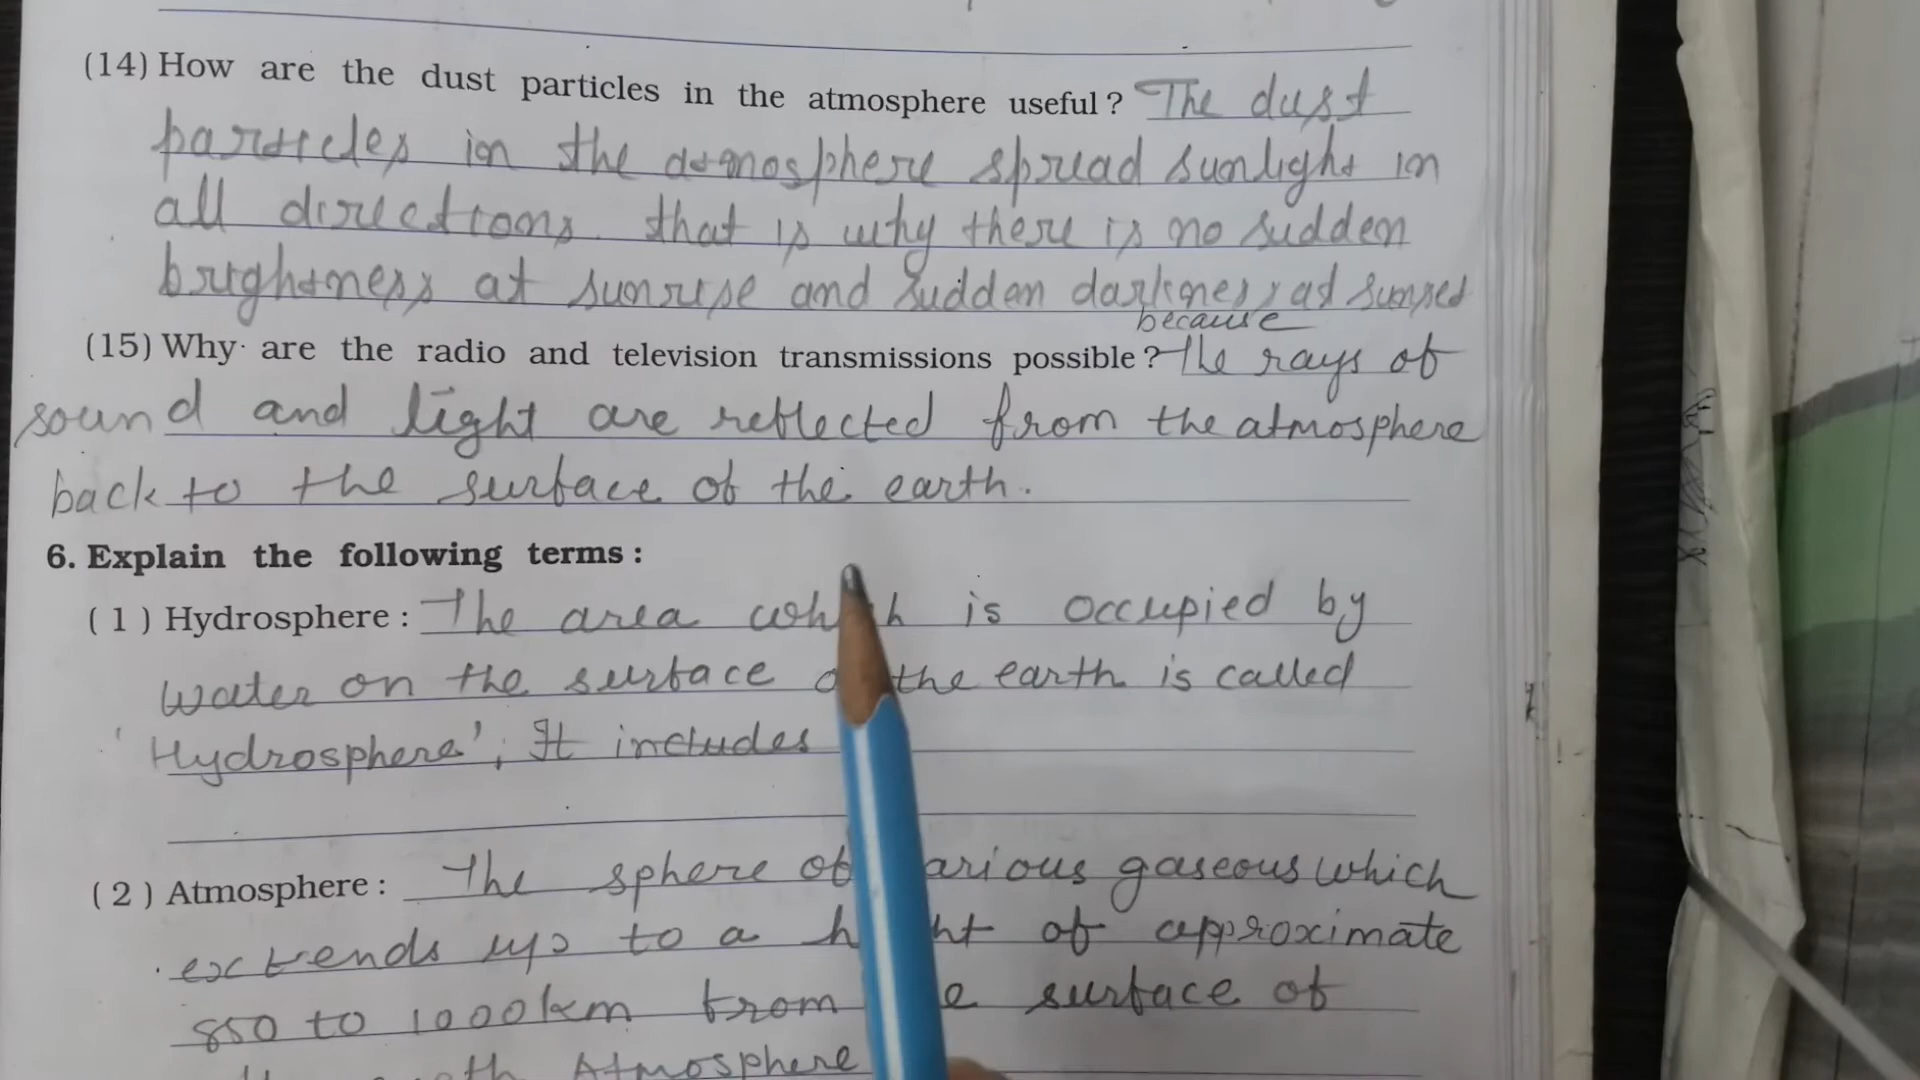 (14) How are the dust particles in the atmosphere useful? The dust
particles in the atmosphere spread sunlight in
all directions. that is why there is no sudden
brightness at sunrise and sudden darkness at sunset
because
(15) Why are the radio and television transmissions possible? The rays of
sound and light are reflected from the atmosphere
back to the surface of the earth.
6. Explain the following terms:
(1) Hydrosphere: The area which is occupied by
water on the surface the earth is called
'Hydrosphere', It includes
(2) Atmosphere: The sphere of gaseous which
extends up to a of approximate
850 to 1000km from surface of
Atmosphere